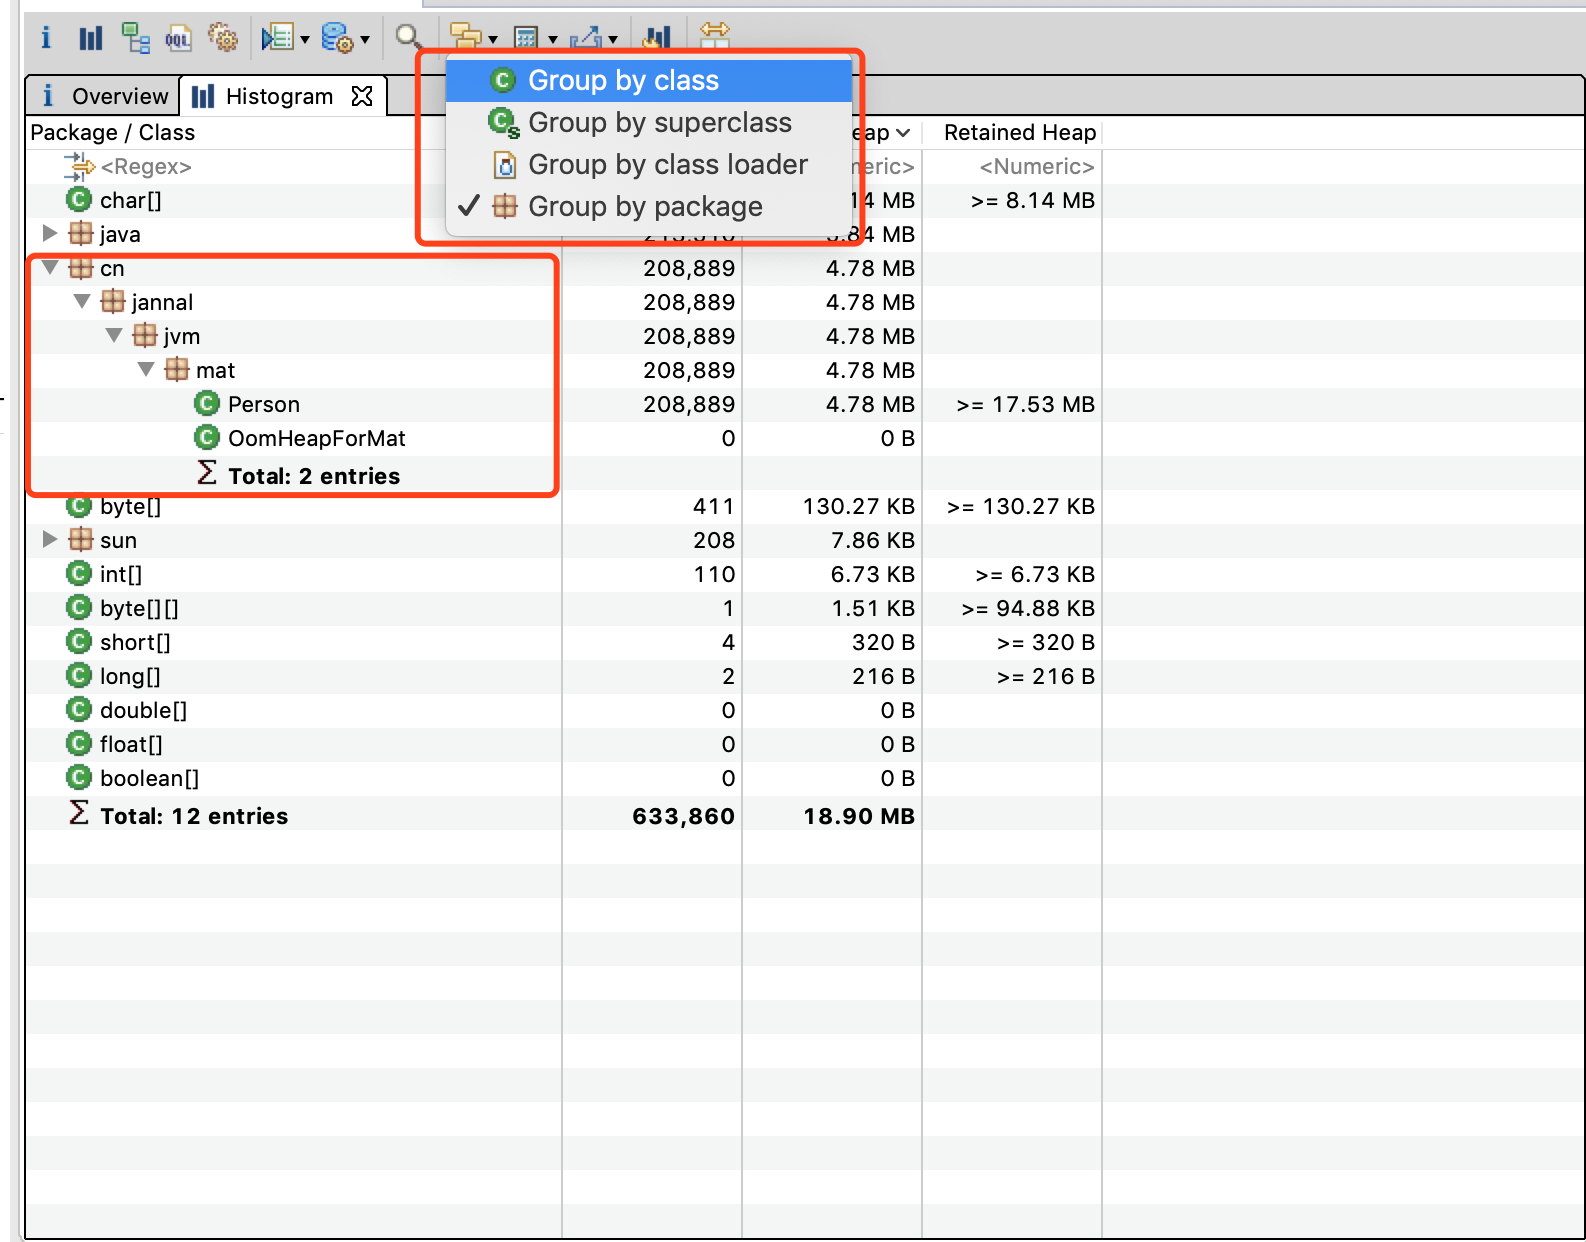 OQL
Overview Histogram
Group by class
Group by superclass
Group by class loader
Group by package
Package / Class eap Retained Heap
<Regex> neric> <Numeric>
char[] 14 MB >= 8.14 MB
java 84 MB
cn 208,889 4.78 MB
jannal 208,889 4.78 MB
jvm 208,889 4.78 MB
mat 208,889 4.78 MB
Person 208,889 4.78 MB >= 17.53 MB
OomHeapForMat 0 0 B
Σ Total: 2 entries
byte[] 411 130.27 KB >= 130.27 KB
sun 208 7.86 KB
int[] 110 6.73 KB >= 6.73 KB
byte[][] 1 1.51 KB >= 94.88 KB
short[] 4 320 B >= 320 B
long[] 2 216 B >= 216 B
double[] 0 0 B
float[] 0 0 B
boolean[] 0 0 B
Σ Total: 12 entries 633,860 18.90 MB